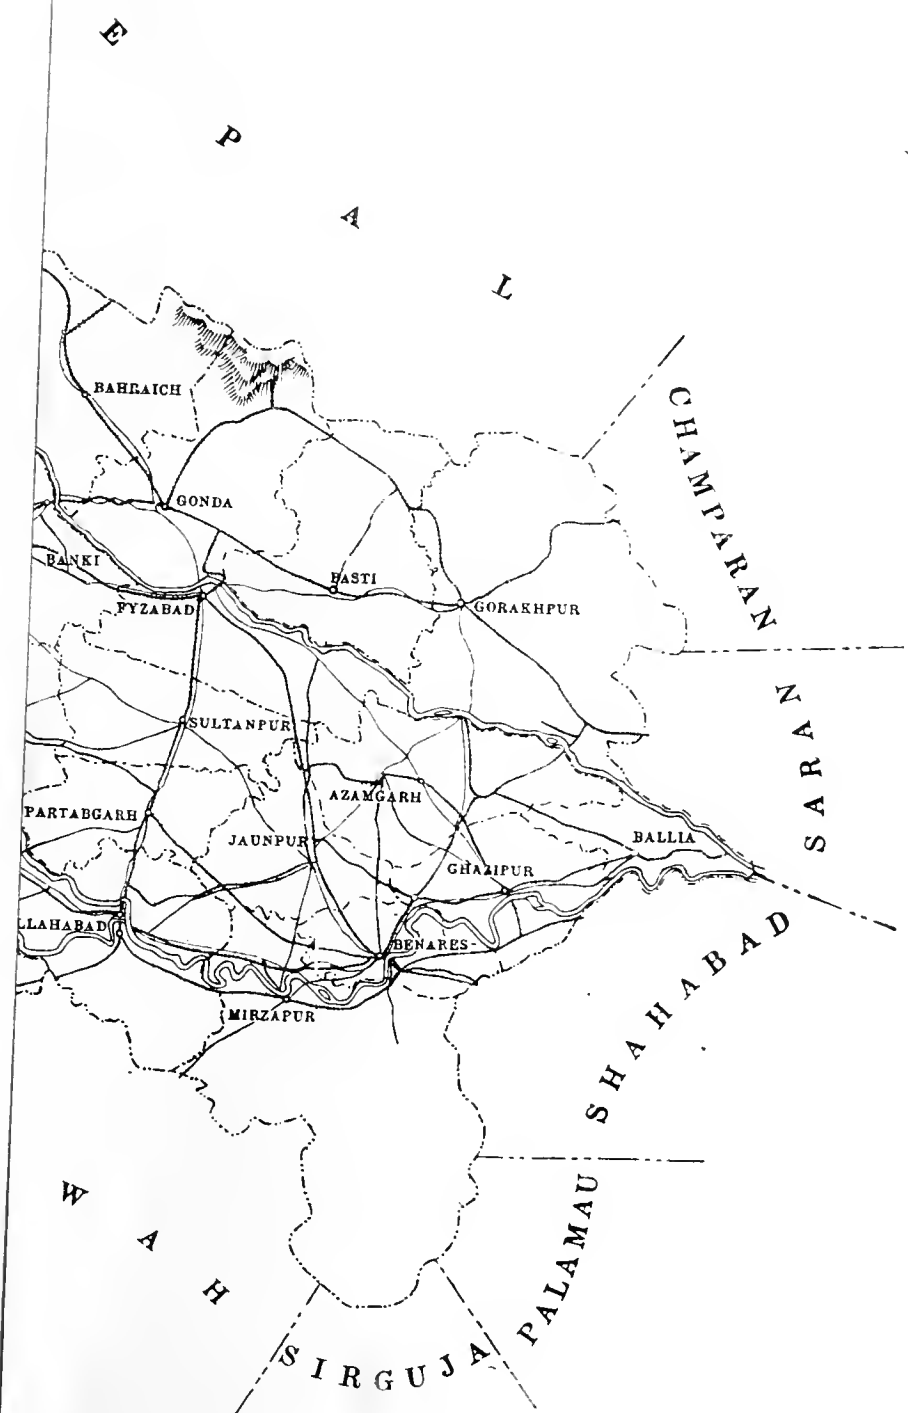 E P A L
CHAMPARAN
BAHRAICH
GONDA
BANKI
BASTI
FYZABAD
GORAKHPUR
SARAN
SULTANPUR
AZAMGARH
PARTABGARH
JAUNPUR
BALLIA
GHAZIPUR
LLAHABAD
BENARES
SHAHABAD
MIRZAPUR
W A H
PALAMAU
SIRGUJA